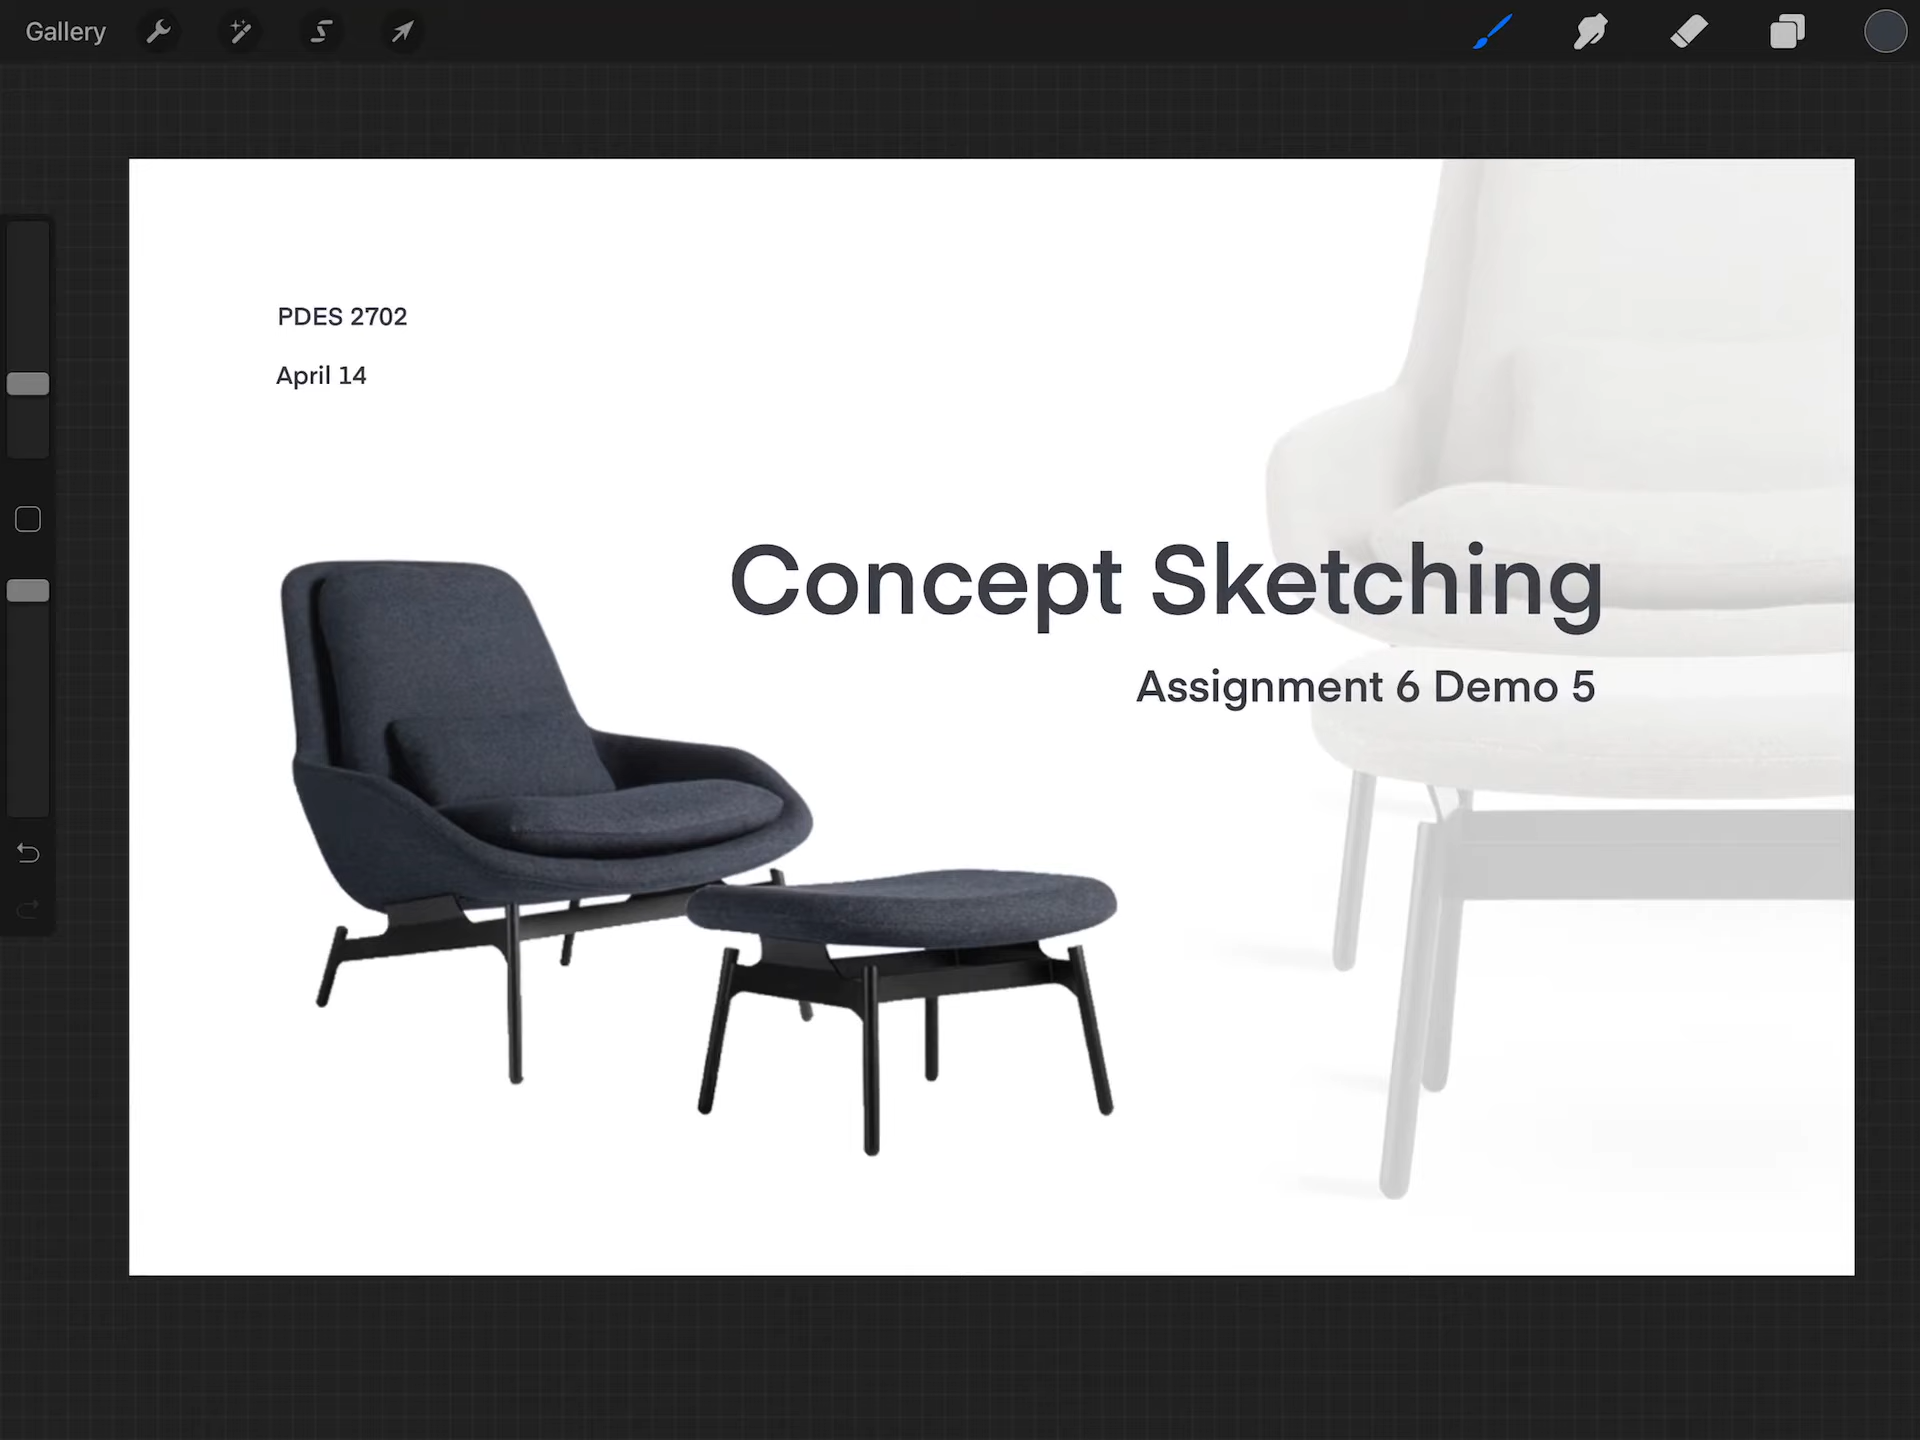 Gallery
PDES 2702
April 14
Concept Sketching
Assignment 6 Demo 5